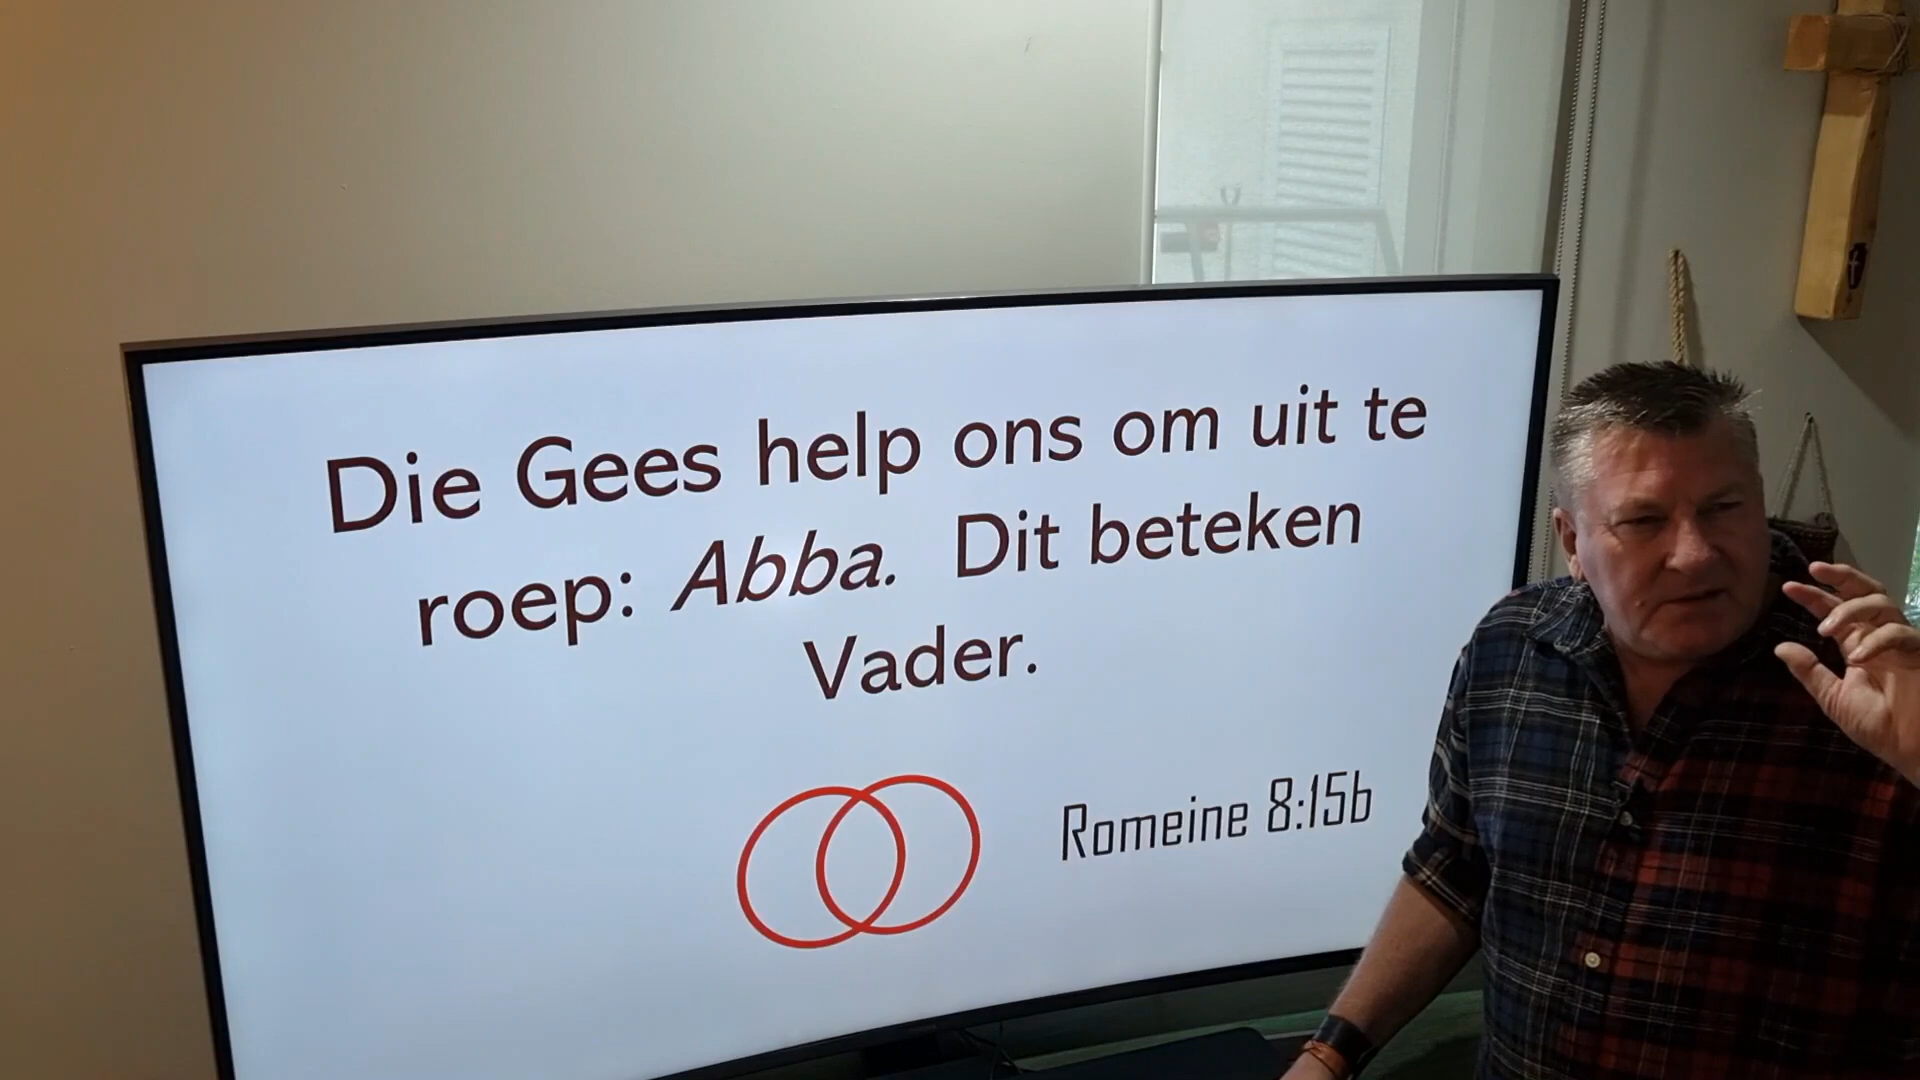 Die Gees help ons om uit te
roep: Abba. Dit beteken
Vader.
Romeine 8:15b